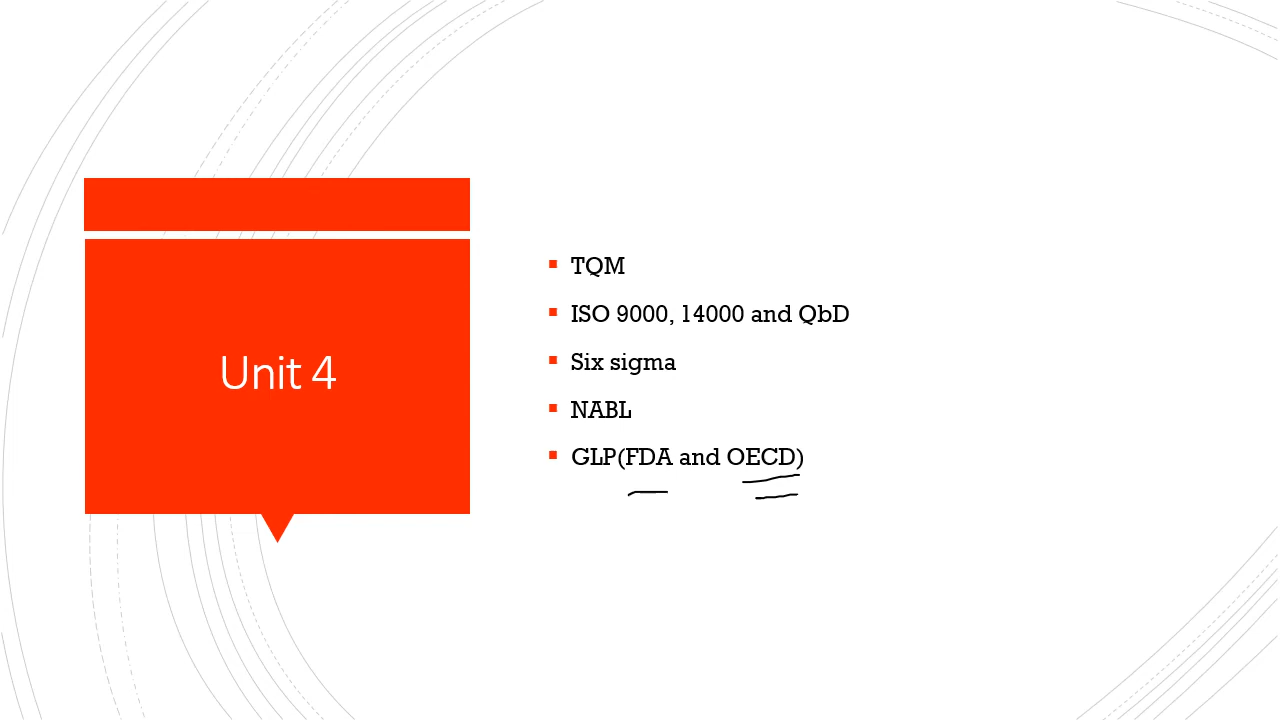 Unit 4
TQM
ISO 9000, 14000 and QbD
Six sigma
NABL
GLP(FDA and OECD)